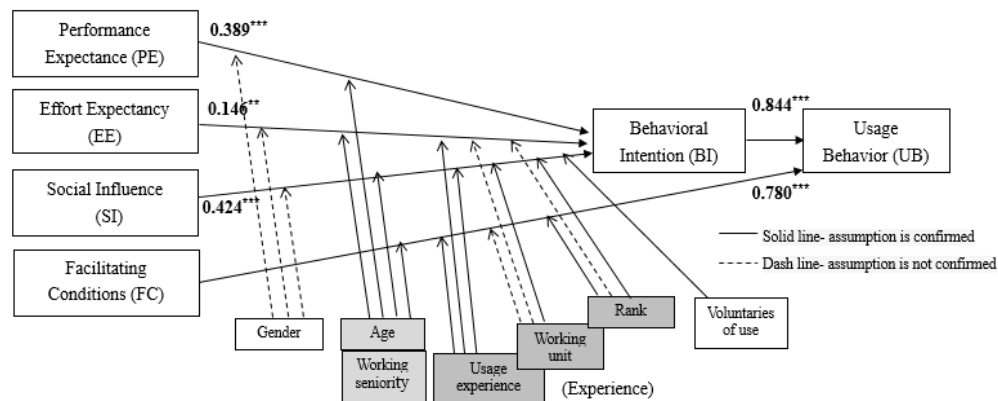 Performance
Expectance (PE)
0.389***
Effort Expectancy
(EE)
0.146**
Social Influence
(SI)
0.424***
Facilitating
Conditions (FC)
Behavioral
Intention (BI)
0.844***
Usage
Behavior (UB)
0.780***
Solid line- assumption is confirmed
Dash line- assumption is not confirmed
Gender
Age
Working
seniority
Usage
experience
Working
unit
Rank
(Experience)
Voluntaries
of use